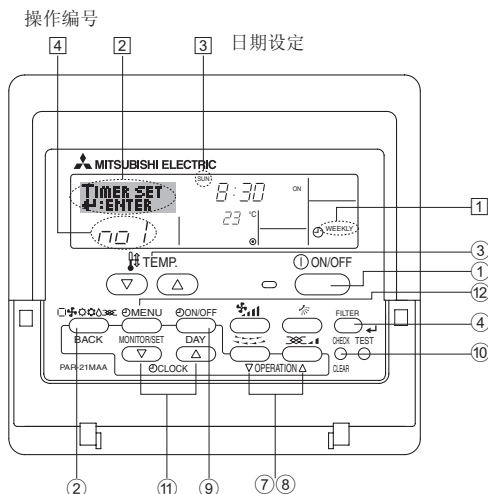 操作编号
4 2 3 日期设定
MITSUBISHI ELECTRIC
SUN
TIMER SET
↵:ENTER
8:30 ON
23 °C
WEEKLY
1
no 1
TEMP. ON/OFF
3
1
12
MENU ON/OFF FILTER
↵
4
BACK MONITOR/SET DAY CHECK TEST
10
PAR-21MAA CLOCK ▽ OPERATION △ CLEAR
2 11 9 7 8